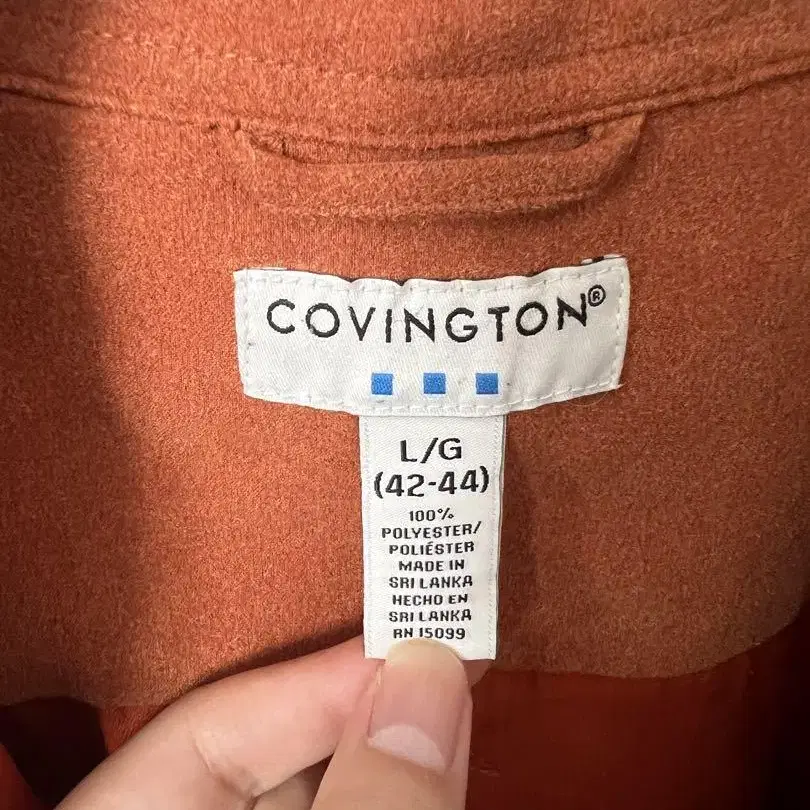 COVINGTON®
L/G
(42-44)
100%
POLYESTER/
POLIÉSTER
MADE IN
SRI LANKA
HECHO EN
SRI LANKA
RN 15099